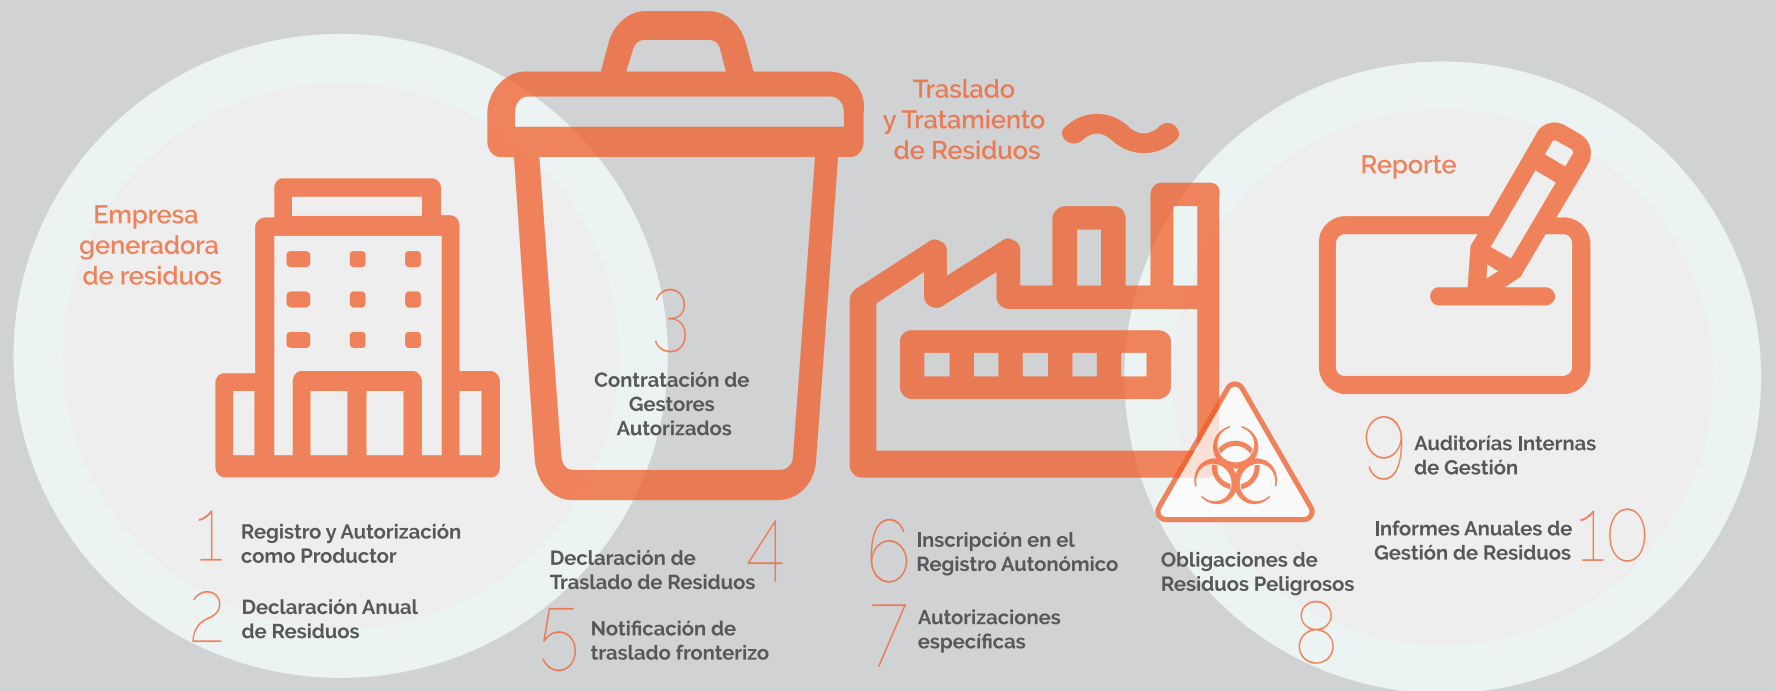 Empresa
generadora
de residuos
1
Registro y Autorización
como Productor
2
Declaración Anual
de Residuos
3
Contratación de
Gestores
Autorizados
Declaración de
Traslado de Residuos
4
5
Notificación de
traslado fronterizo
Traslado
y Tratamiento
de Residuos
6
Inscripción en el
Registro Autonómico
7
Autorizaciones
específicas
Obligaciones de
Residuos Peligrosos
8
Reporte
9
Auditorías Internas
de Gestión
Informes Anuales de
Gestión de Residuos
10